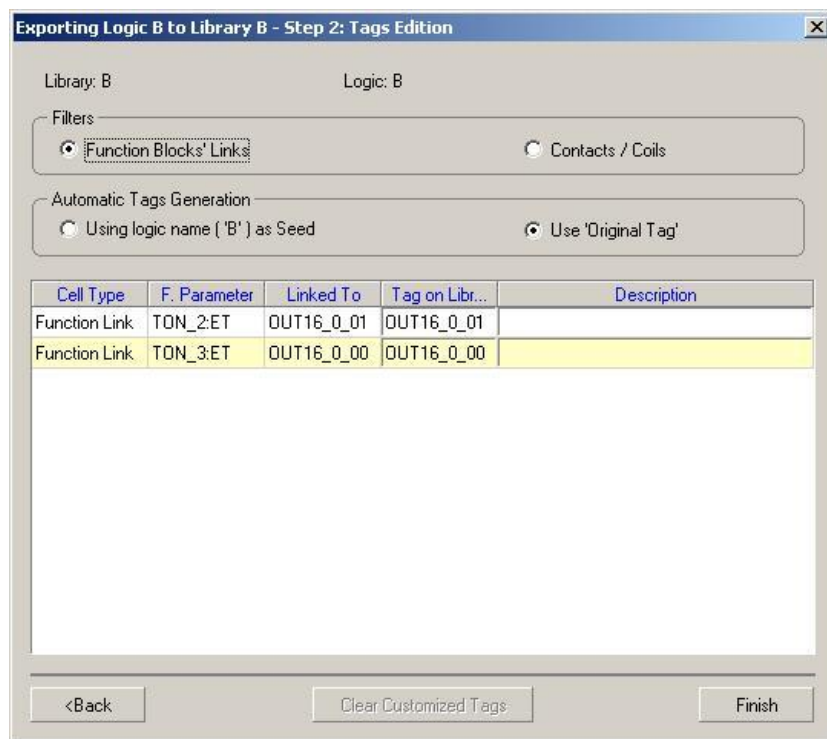 Exporting Logic B to Library B - Step 2: Tags Edition
Library: B Logic: B
Filters
Function Blocks' Links Contacts / Coils
Automatic Tags Generation
Using logic name ( 'B' ) as Seed Use 'Original Tag'
Cell Type F. Parameter Linked To Tag on Libr... Description
Function Link TON_2:ET OUT16_0_01 OUT16_0_01
Function Link TON_3:ET OUT16_0_00 OUT16_0_00
<Back Clear Customized Tags Finish